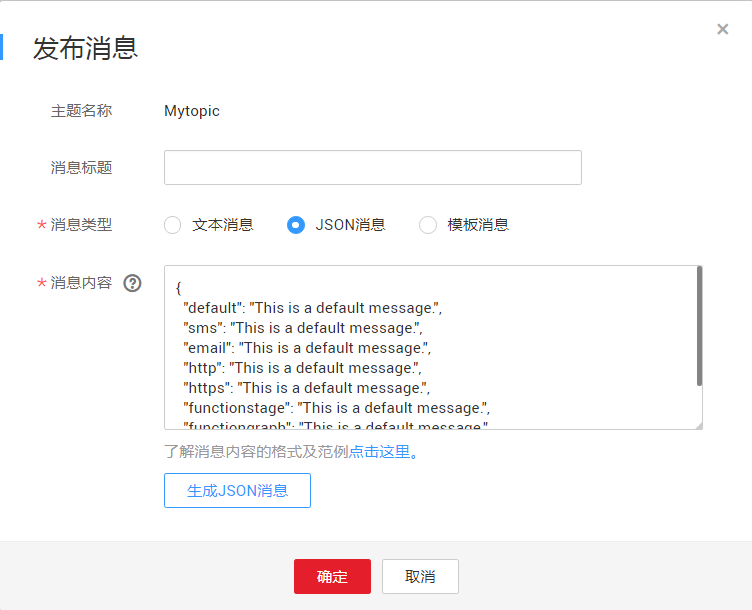 发布消息
主题名称 Mytopic
消息标题
* 消息类型 文本消息 JSON消息 模板消息
* 消息内容 ?
{
"default": "This is a default message.",
"sms": "This is a default message.",
"email": "This is a default message.",
"http": "This is a default message.",
"https": "This is a default message.",
"functionstage": "This is a default message.",
"functiongraph": "This is a default message."
了解消息内容的格式及范例点击这里。
生成JSON消息
确定 取消